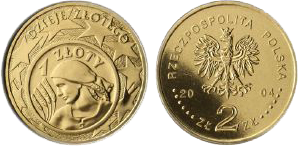 DZIEJE ZŁOTEGO
ZŁOTY
RZECZPOSPOLITA POLSKA
20 04
ZŁ 2 ZŁ